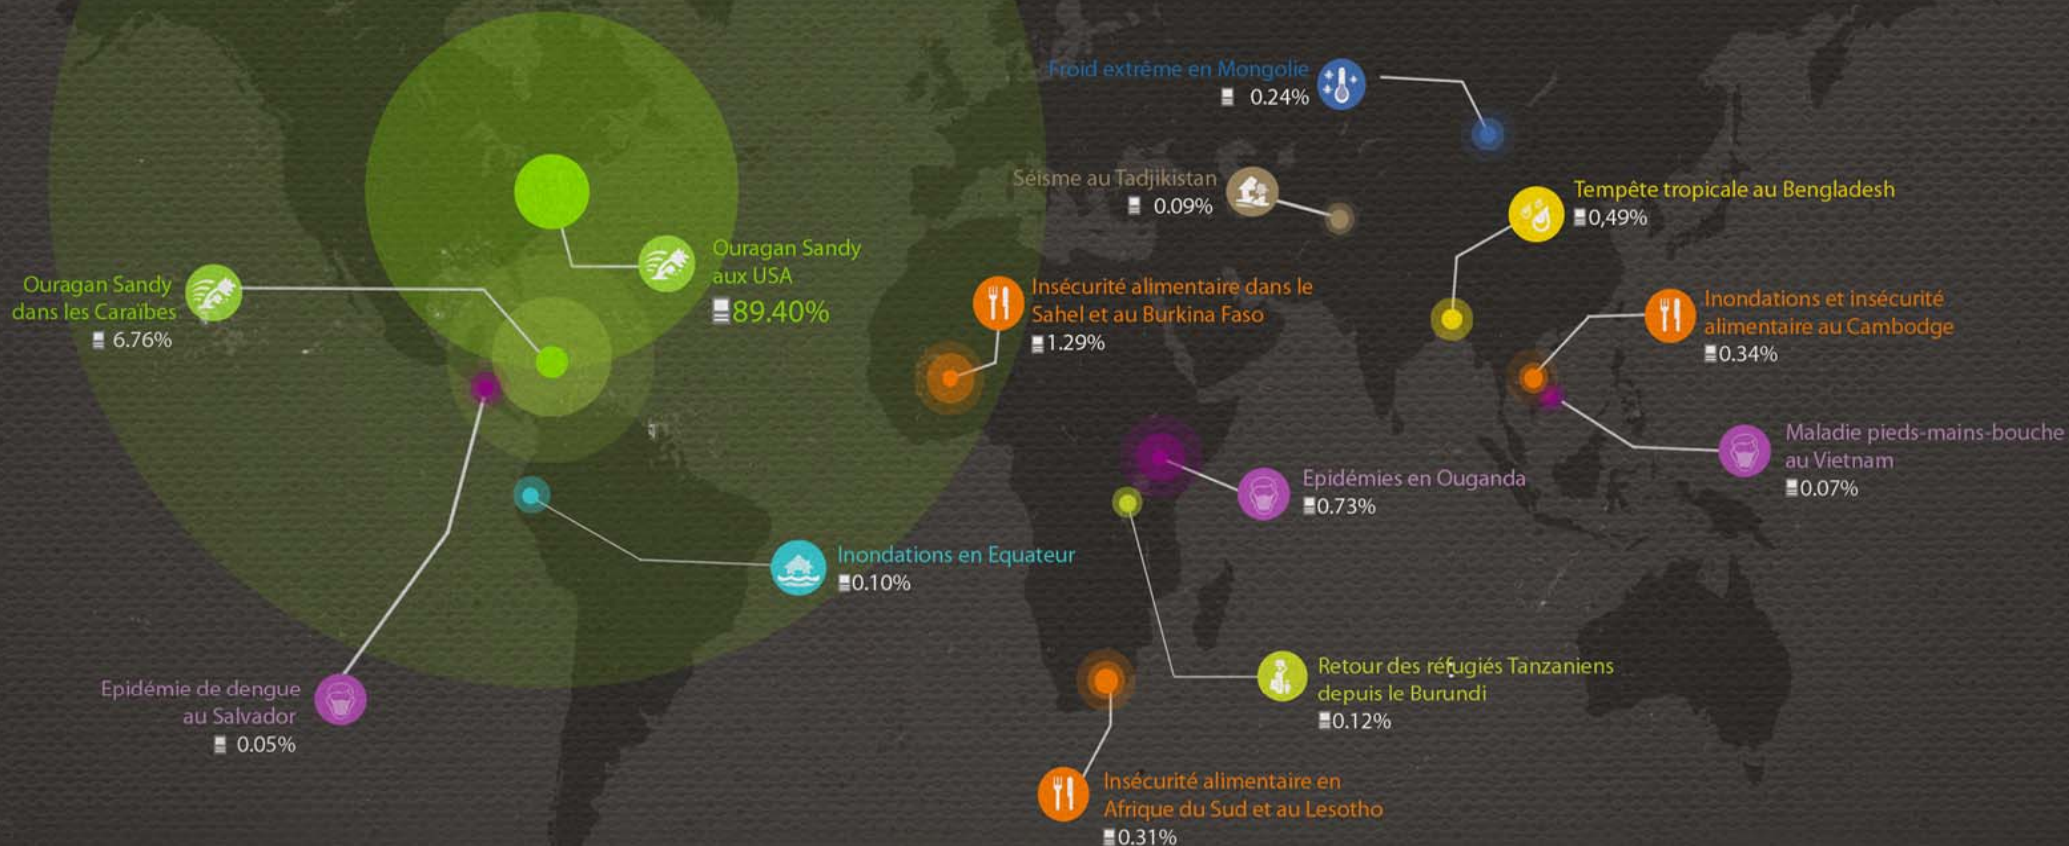 Froid extrême en Mongolie
0.24%
Séisme au Tadjikistan
0.09%
Tempête tropicale au Bengladesh
0,49%
Ouragan Sandy
aux USA
89.40%
Ouragan Sandy
dans les Caraïbes
6.76%
Insécurité alimentaire dans le
Sahel et au Burkina Faso
1.29%
Inondations et insécurité
alimentaire au Cambodge
0.34%
Maladie pieds-mains-bouche
au Vietnam
0.07%
Epidémies en Ouganda
0.73%
Inondations en Equateur
0.10%
Retour des réfugiés Tanzaniens
depuis le Burundi
0.12%
Epidémie de dengue
au Salvador
0.05%
Insécurité alimentaire en
Afrique du Sud et au Lesotho
0.31%